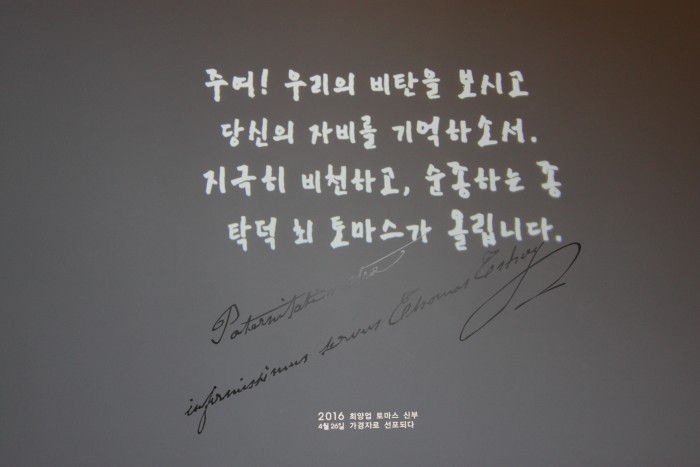 주여! 우리의 비탄을 보시고
당신의 자비를 기억하소서.
지극히 비천하고, 순종하는 종
탁덕 최 토마스가 올립니다.
infirmissimus servus Thomas Tshoy
2016 최양업 토마스 신부
4월 26일 가경자로 선포되다